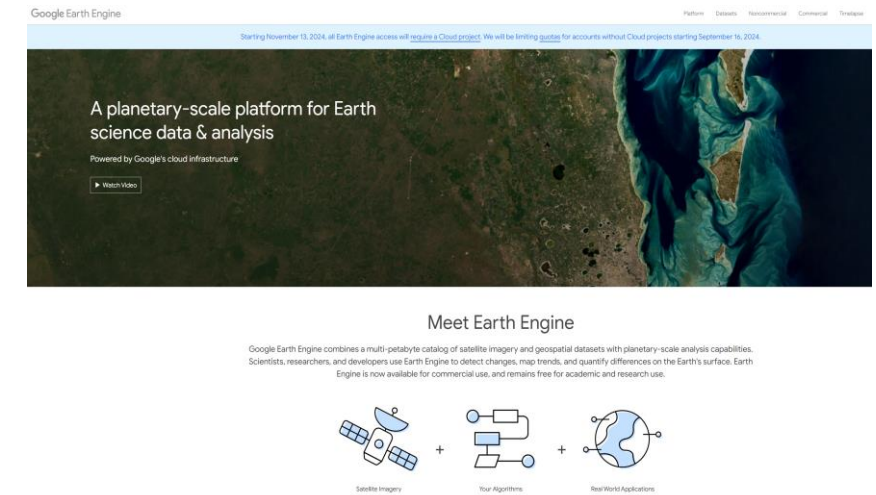 Google Earth Engine
Platform Datasets Noncommercial Commercial Timelapse
Starting November 13, 2024, all Earth Engine access will require a Cloud project. We will be limiting quotas for accounts without Cloud projects starting September 16, 2024.
A planetary-scale platform for Earth
science data & analysis
Powered by Google's cloud infrastructure
Watch Video
Meet Earth Engine
Google Earth Engine combines a multi-petabyte catalog of satellite imagery and geospatial datasets with planetary-scale analysis capabilities.
Scientists, researchers, and developers use Earth Engine to detect changes, map trends, and quantify differences on the Earth's surface. Earth
Engine is now available for commercial use, and remains free for academic and research use.
+ +
Satellite Imagery Your Algorithms Real World Applications